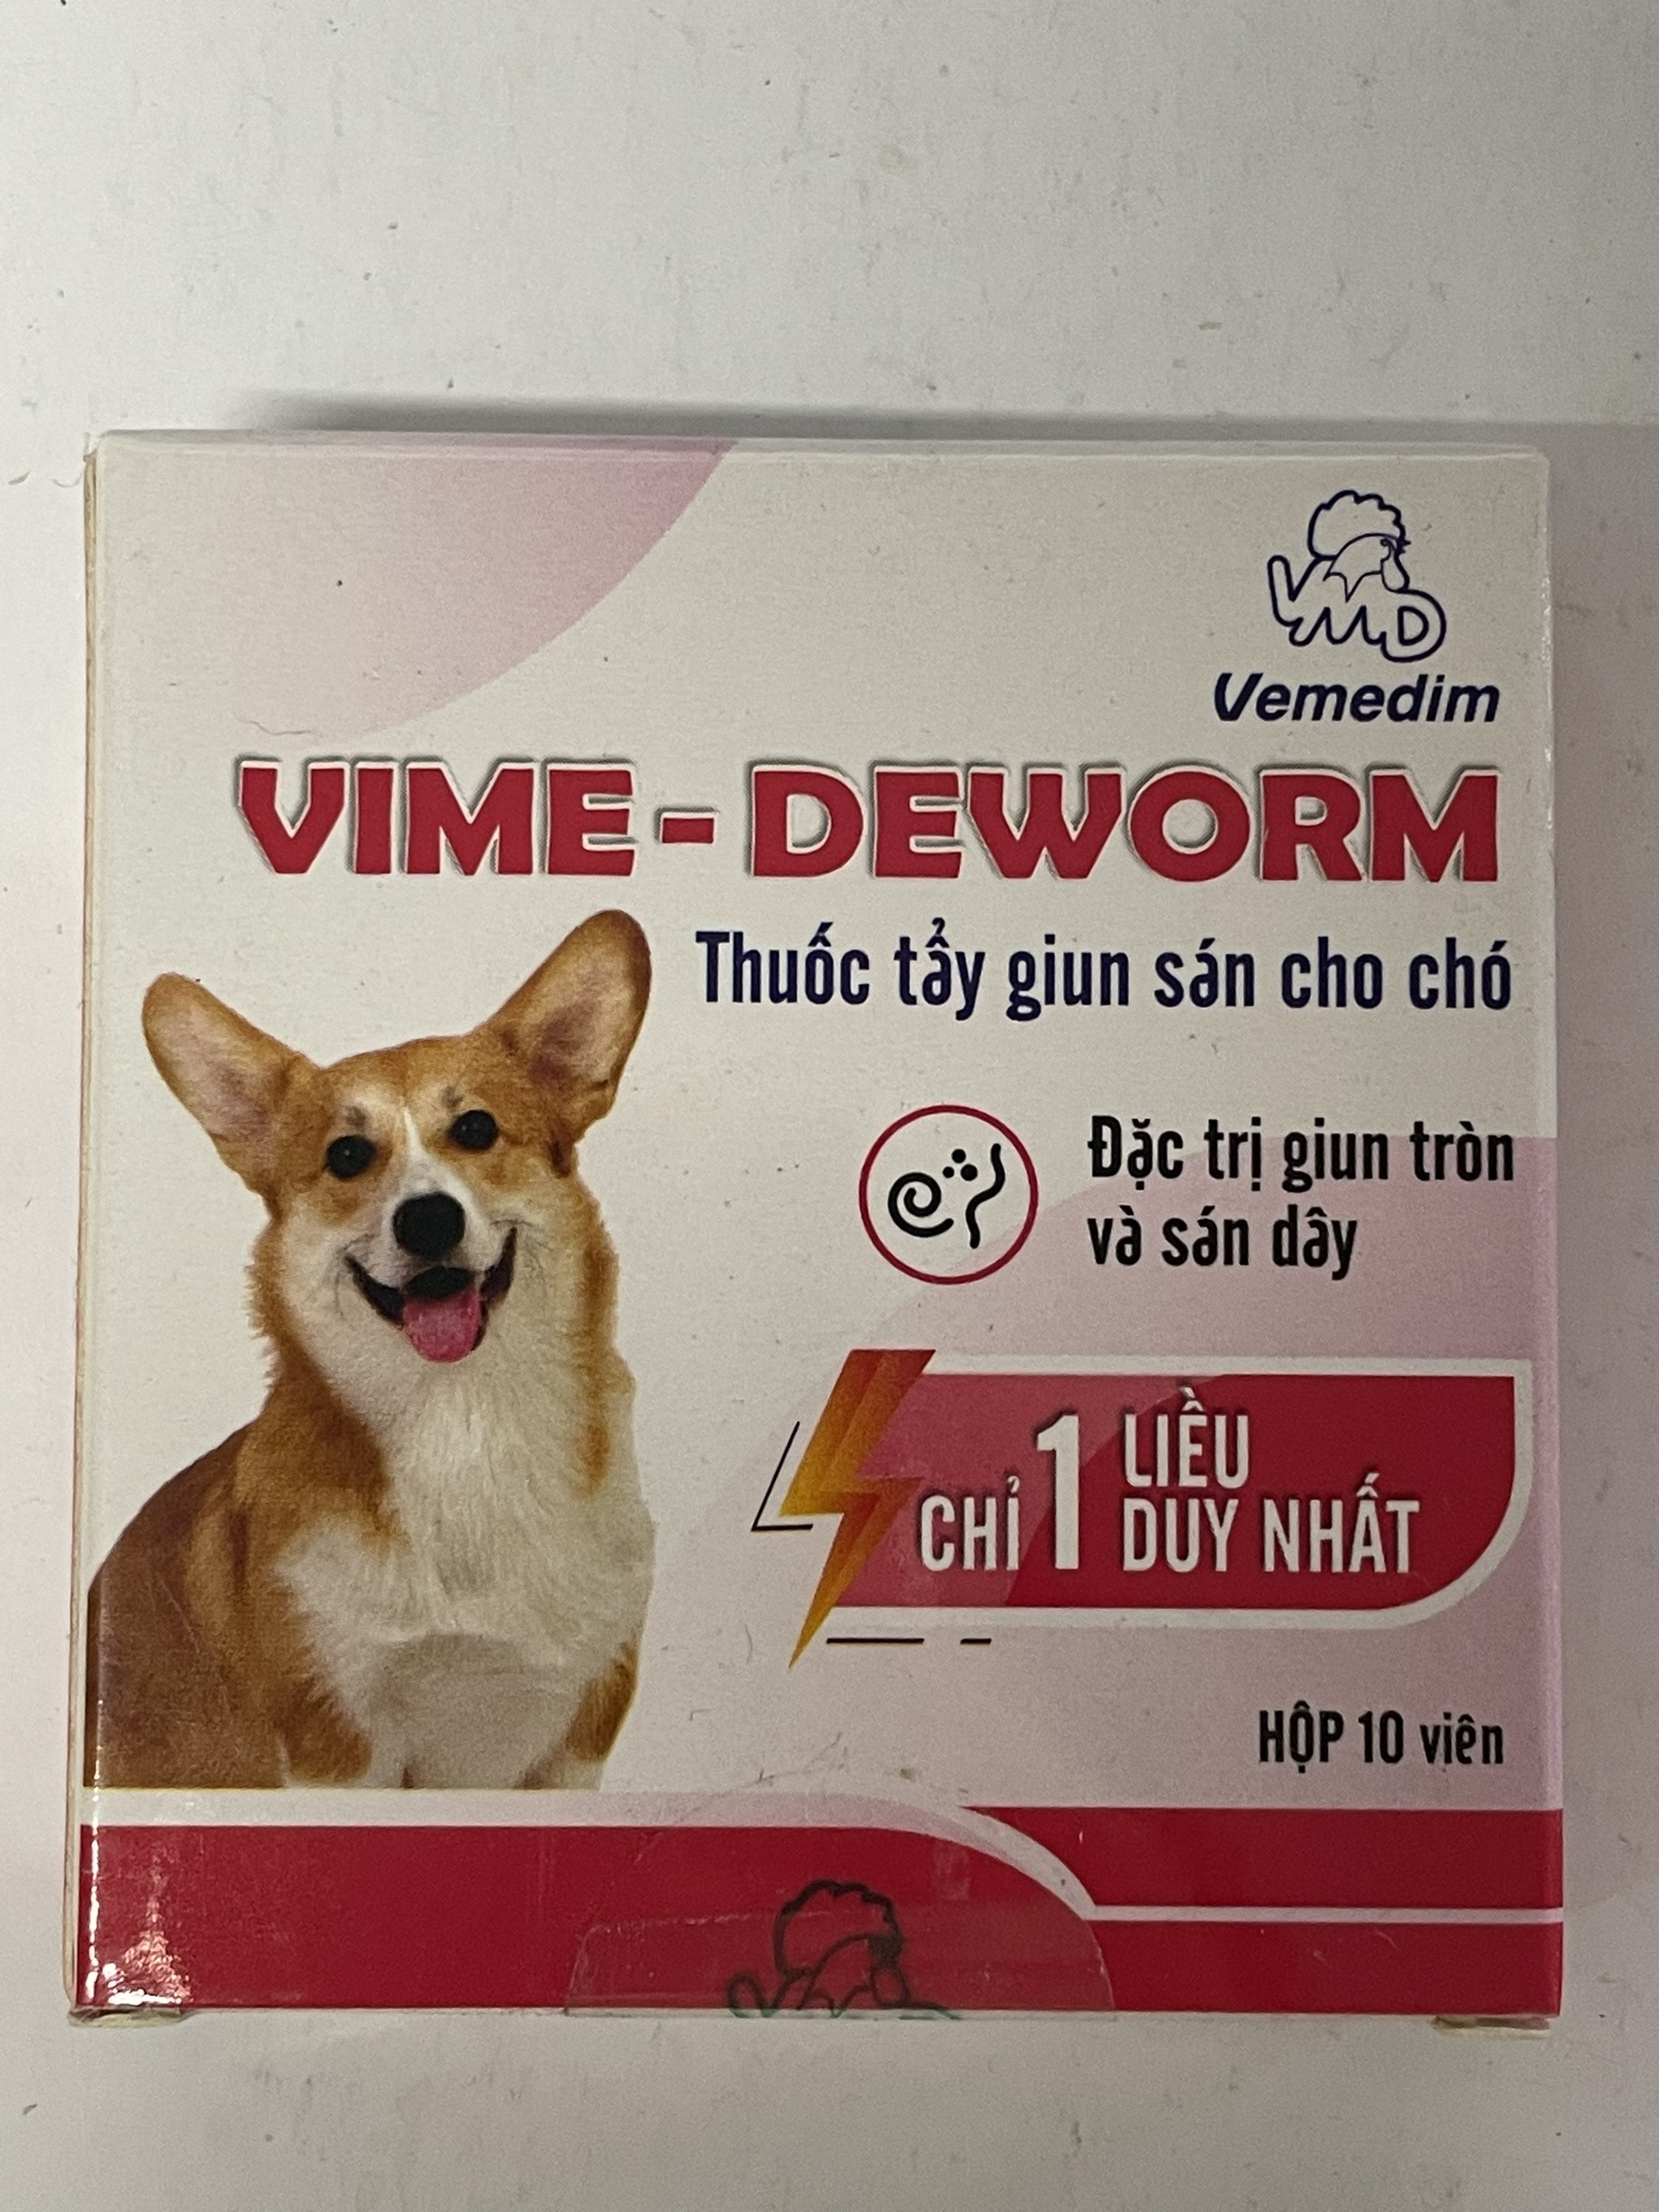 VMD
Vemedim
VIME - DEWORM
Thuốc tẩy giun sán cho chó
Đặc trị giun tròn
và sán dây
CHỈ 1 LIỀU
DUY NHẤT
HỘP 10 viên